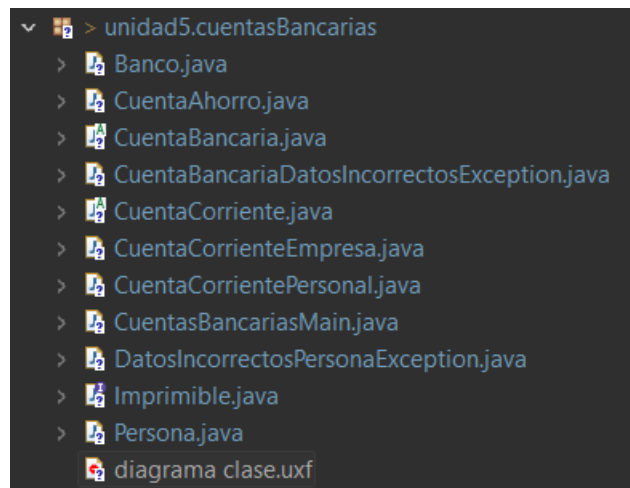 > unidad5.cuentasBancarias
Banco.java
CuentaAhorro.java
CuentaBancaria.java
CuentaBancariaDatosIncorrectosException.java
CuentaCorriente.java
CuentaCorrienteEmpresa.java
CuentaCorrientePersonal.java
CuentasBancariasMain.java
DatosIncorrectosPersonaException.java
Imprimible.java
Persona.java
diagrama clase.uxf